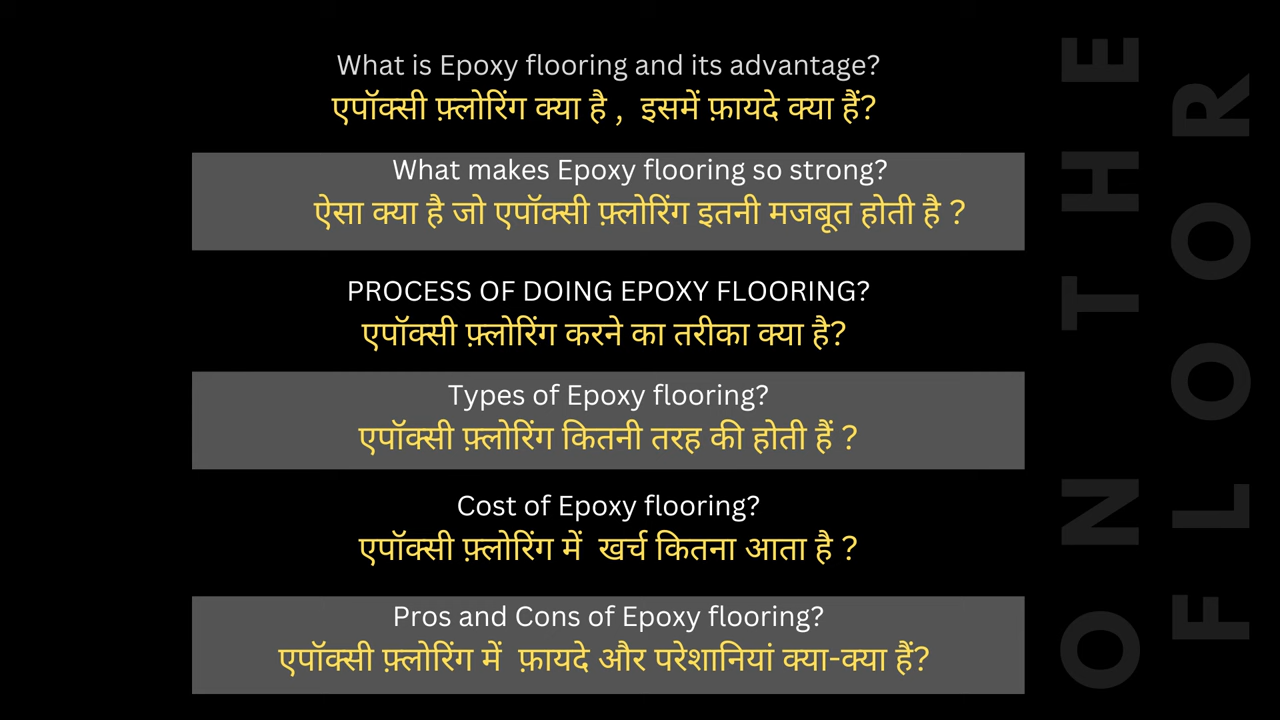 What is Epoxy flooring and its advantage?
एपॉक्सी फ़्लोरिंग क्या है ,  इसमें फ़ायदे क्या हैं?
What makes Epoxy flooring so strong?
ऐसा क्या है जो एपॉक्सी फ़्लोरिंग इतनी मजबूत होती है ?
PROCESS OF DOING EPOXY FLOORING?
एपॉक्सी फ़्लोरिंग करने का तरीका क्या है?
Types of Epoxy flooring?
एपॉक्सी फ़्लोरिंग कितनी तरह की होती हैं ?
Cost of Epoxy flooring?
एपॉक्सी फ़्लोरिंग में  खर्च कितना आता है ?
Pros and Cons of Epoxy flooring?
एपॉक्सी फ़्लोरिंग में  फ़ायदे और परेशानियां क्या-क्या हैं?
ON THE
FLOOR